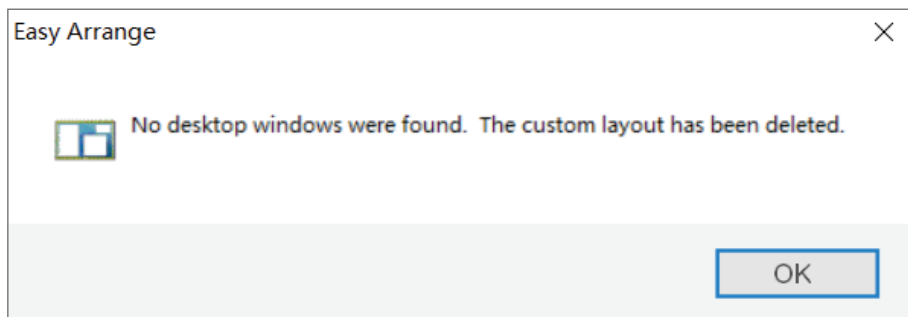 Easy Arrange
No desktop windows were found.  The custom layout has been deleted.
OK